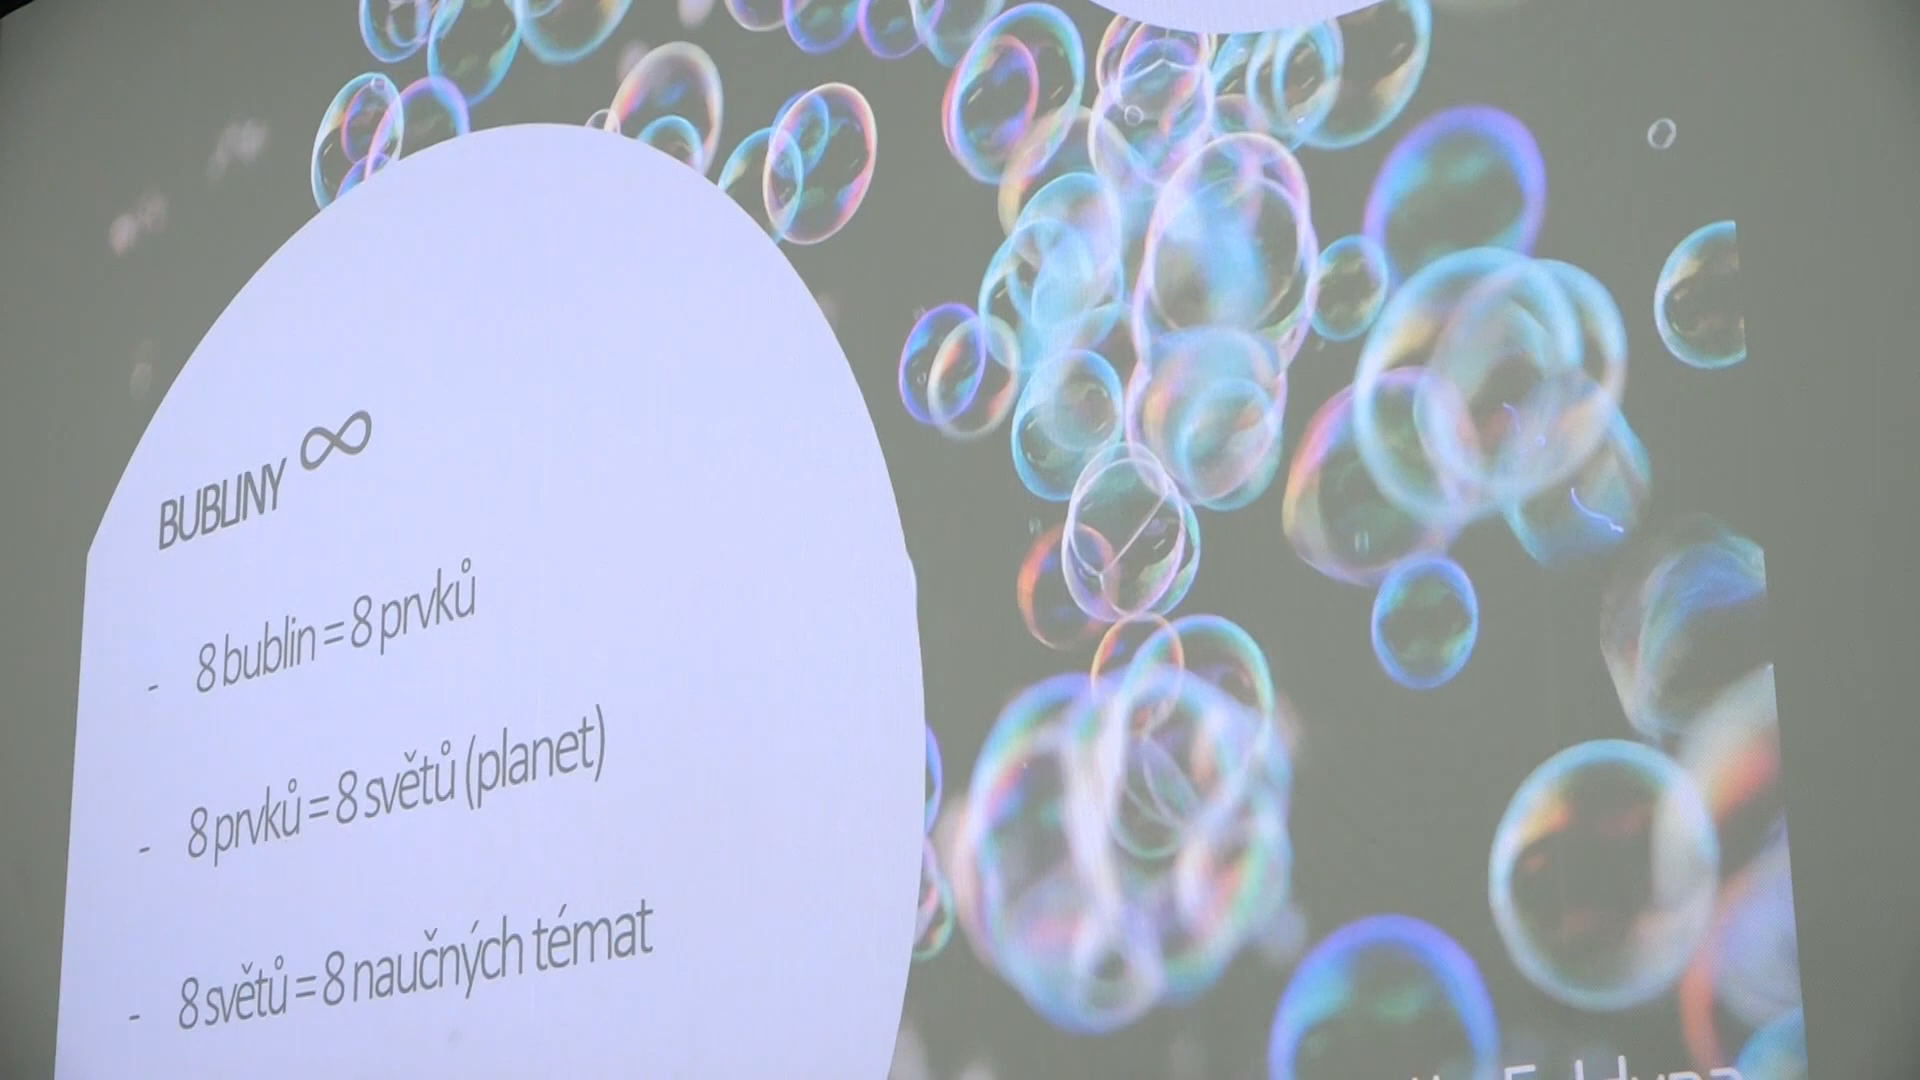 BUBLINY ∞
- 8 bublin = 8 prvků
- 8 prvků = 8 světů (planet)
- 8 světů = 8 naučných témat